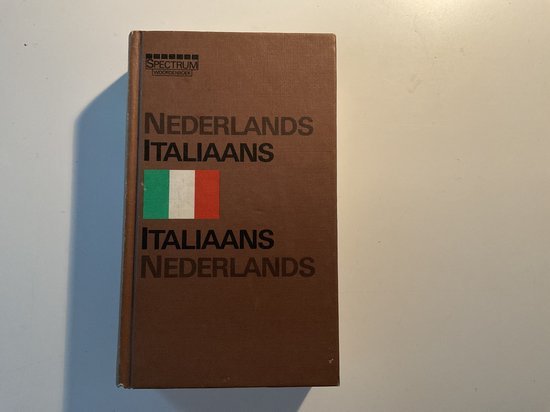 SPECTRUM
WOORDENBOEK
NEDERLANDS
ITALIAANS
ITALIAANS
NEDERLANDS